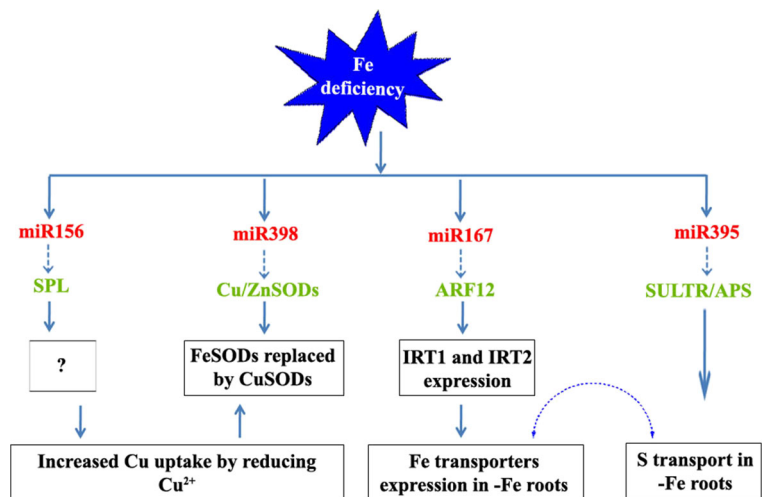 Fe
deficiency
miR156
miR398
miR167
miR395
SPL
Cu/ZnSODs
ARF12
SULTR/APS
?
FeSODs replaced
by CuSODs
IRT1 and IRT2
expression
Increased Cu uptake by reducing
Cu²⁺
Fe transporters
expression in -Fe roots
S transport in
-Fe roots